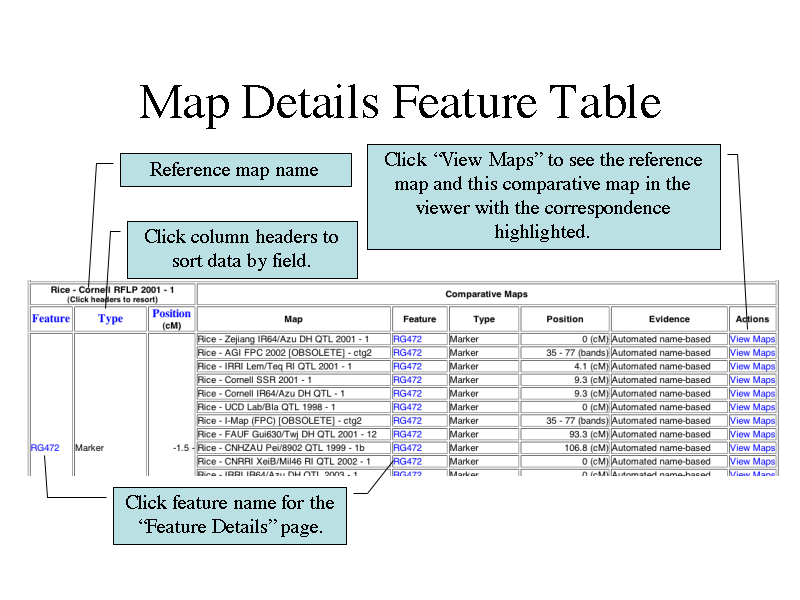 Map Details Feature Table
Reference map name
Click “View Maps” to see the reference
map and this comparative map in the
viewer with the correspondence
highlighted.
Click column headers to
sort data by field.
Rice - Cornell RFLP 2001 - 1
(Click headers to resort)
Comparative Maps
Feature Type Position (cM) Map Feature Type Position Evidence Actions
Rice - Zejiang IR64/Azu DH QTL 2001 - 1 RG472 Marker 0 (cM) Automated name-based View Maps
Rice - AGI FPC 2002 [OBSOLETE] - ctg2 RG472 Marker 35 - 77 (bands) Automated name-based View Maps
Rice - IRRI Lem/Teq RI QTL 2001 - 1 RG472 Marker 4.1 (cM) Automated name-based View Maps
Rice - Cornell SSR 2001 - 1 RG472 Marker 9.3 (cM) Automated name-based View Maps
Rice - Cornell IR64/Azu DH QTL - 1 RG472 Marker 9.3 (cM) Automated name-based View Maps
Rice - UCD Lab/Bla QTL 1998 - 1 RG472 Marker 0 (cM) Automated name-based View Maps
Rice - I-Map (FPC) [OBSOLETE] - ctg2 RG472 Marker 35 - 77 (bands) Automated name-based View Maps
Rice - FAUF Gui630/Twj DH QTL 2001 - 12 RG472 Marker 93.3 (cM) Automated name-based View Maps
RG472 Marker -1.5 - Rice - CNHZAU Pei/8902 QTL 1999 - 1b RG472 Marker 106.8 (cM) Automated name-based View Maps
Rice - CNRRI XeiB/Mil46 RI QTL 2002 - 1 RG472 Marker 0 (cM) Automated name-based View Maps
Rice - IRRI IR64/Azu DH QTL 2003 - 1 RG472 Marker 0 (cM) Automated name-based View Maps
Click feature name for the
“Feature Details” page.